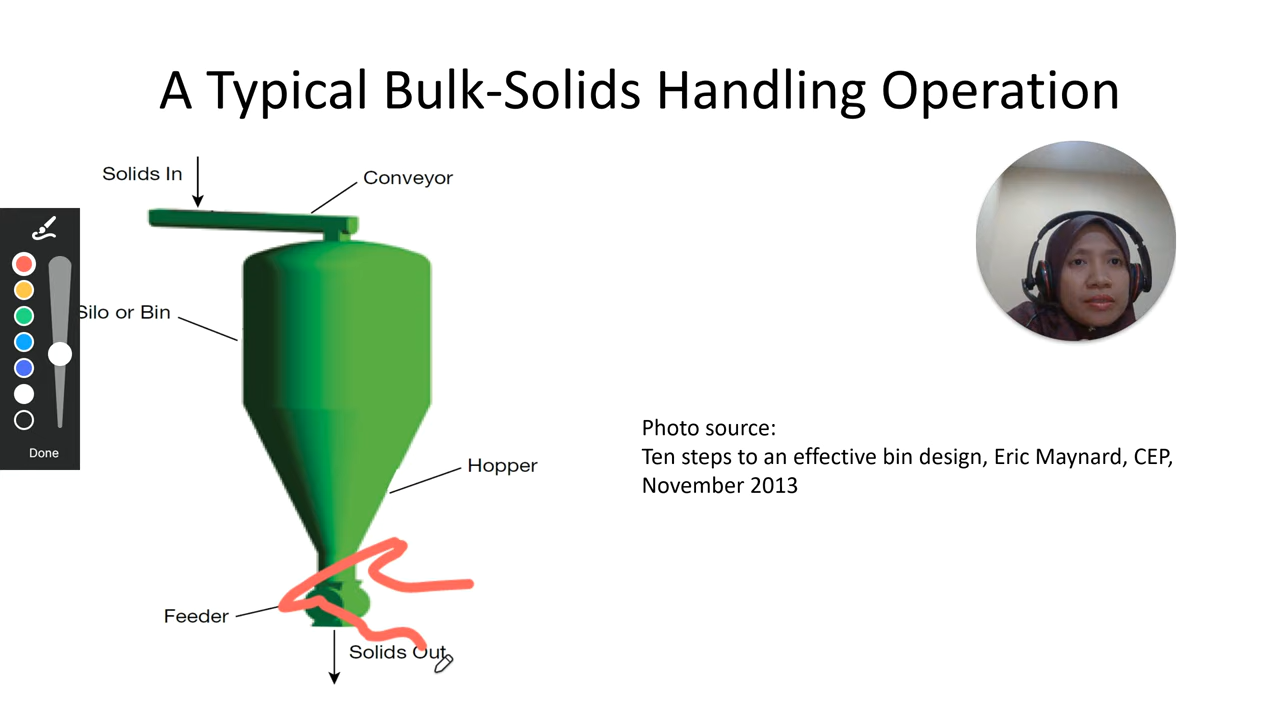 A Typical Bulk-Solids Handling Operation
Solids In
Conveyor
Silo or Bin
Hopper
Photo source:
Ten steps to an effective bin design, Eric Maynard, CEP,
November 2013
Done
Feeder
Solids Out